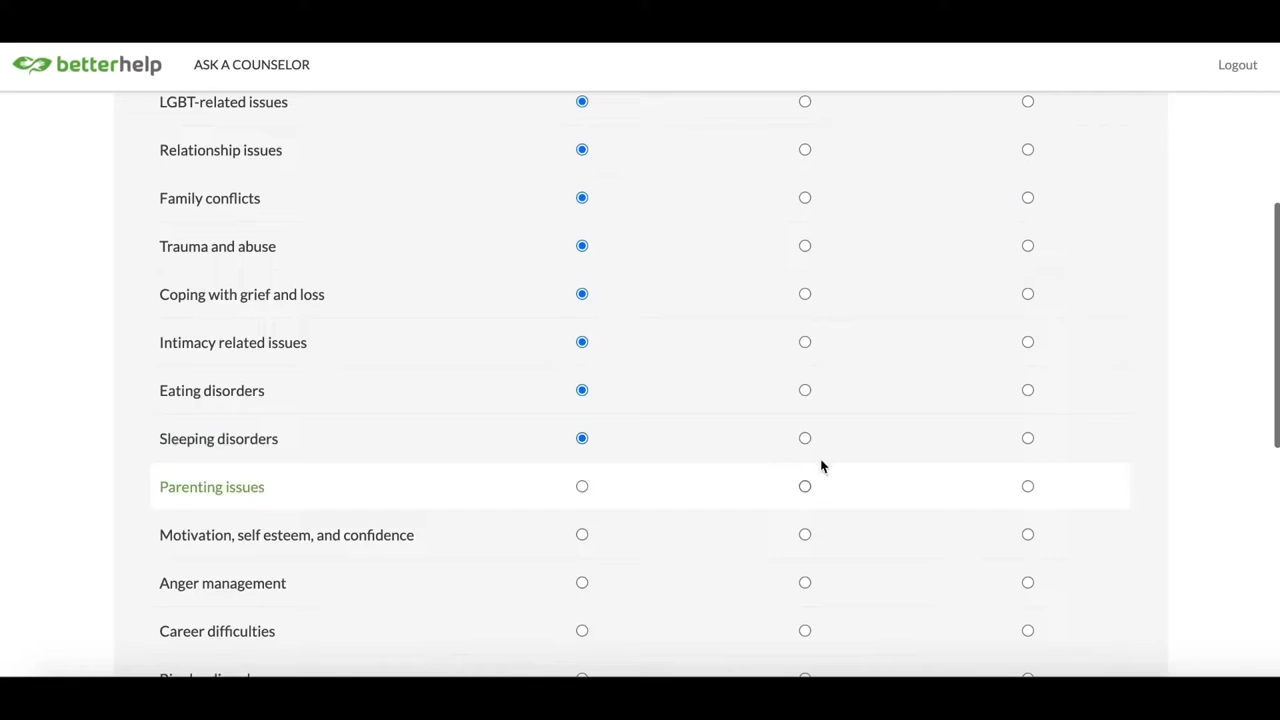 betterhelp ASK A COUNSELOR Logout
LGBT-related issues
Relationship issues
Family conflicts
Trauma and abuse
Coping with grief and loss
Intimacy related issues
Eating disorders
Sleeping disorders
Parenting issues
Motivation, self esteem, and confidence
Anger management
Career difficulties